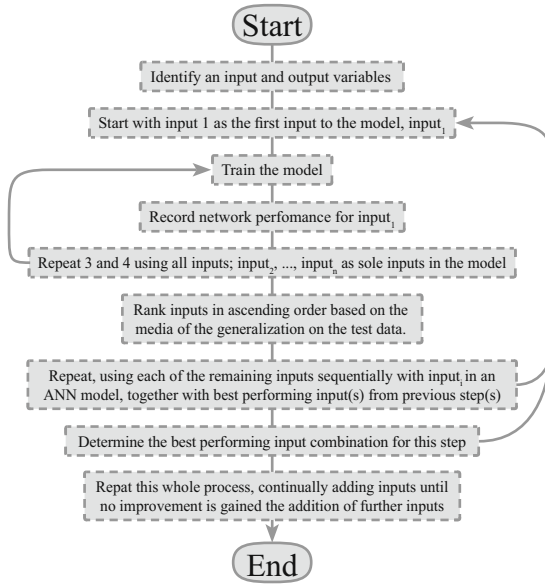 Start
Identify an input and output variables
Start with input 1 as the first input to the model, input₁
Train the model
Record network perfomance for input₁
Repeat 3 and 4 using all inputs; input₂, ..., inputₙ as sole inputs in the model
Rank inputs in ascending order based on the
media of the generalization on the test data.
Repeat, using each of the remaining inputs sequentially with inputᵢ in an
ANN model, together with best performing input(s) from previous step(s)
Determine the best performing input combination for this step
Repat this whole process, continually adding inputs until
no improvement is gained the addition of further inputs
End